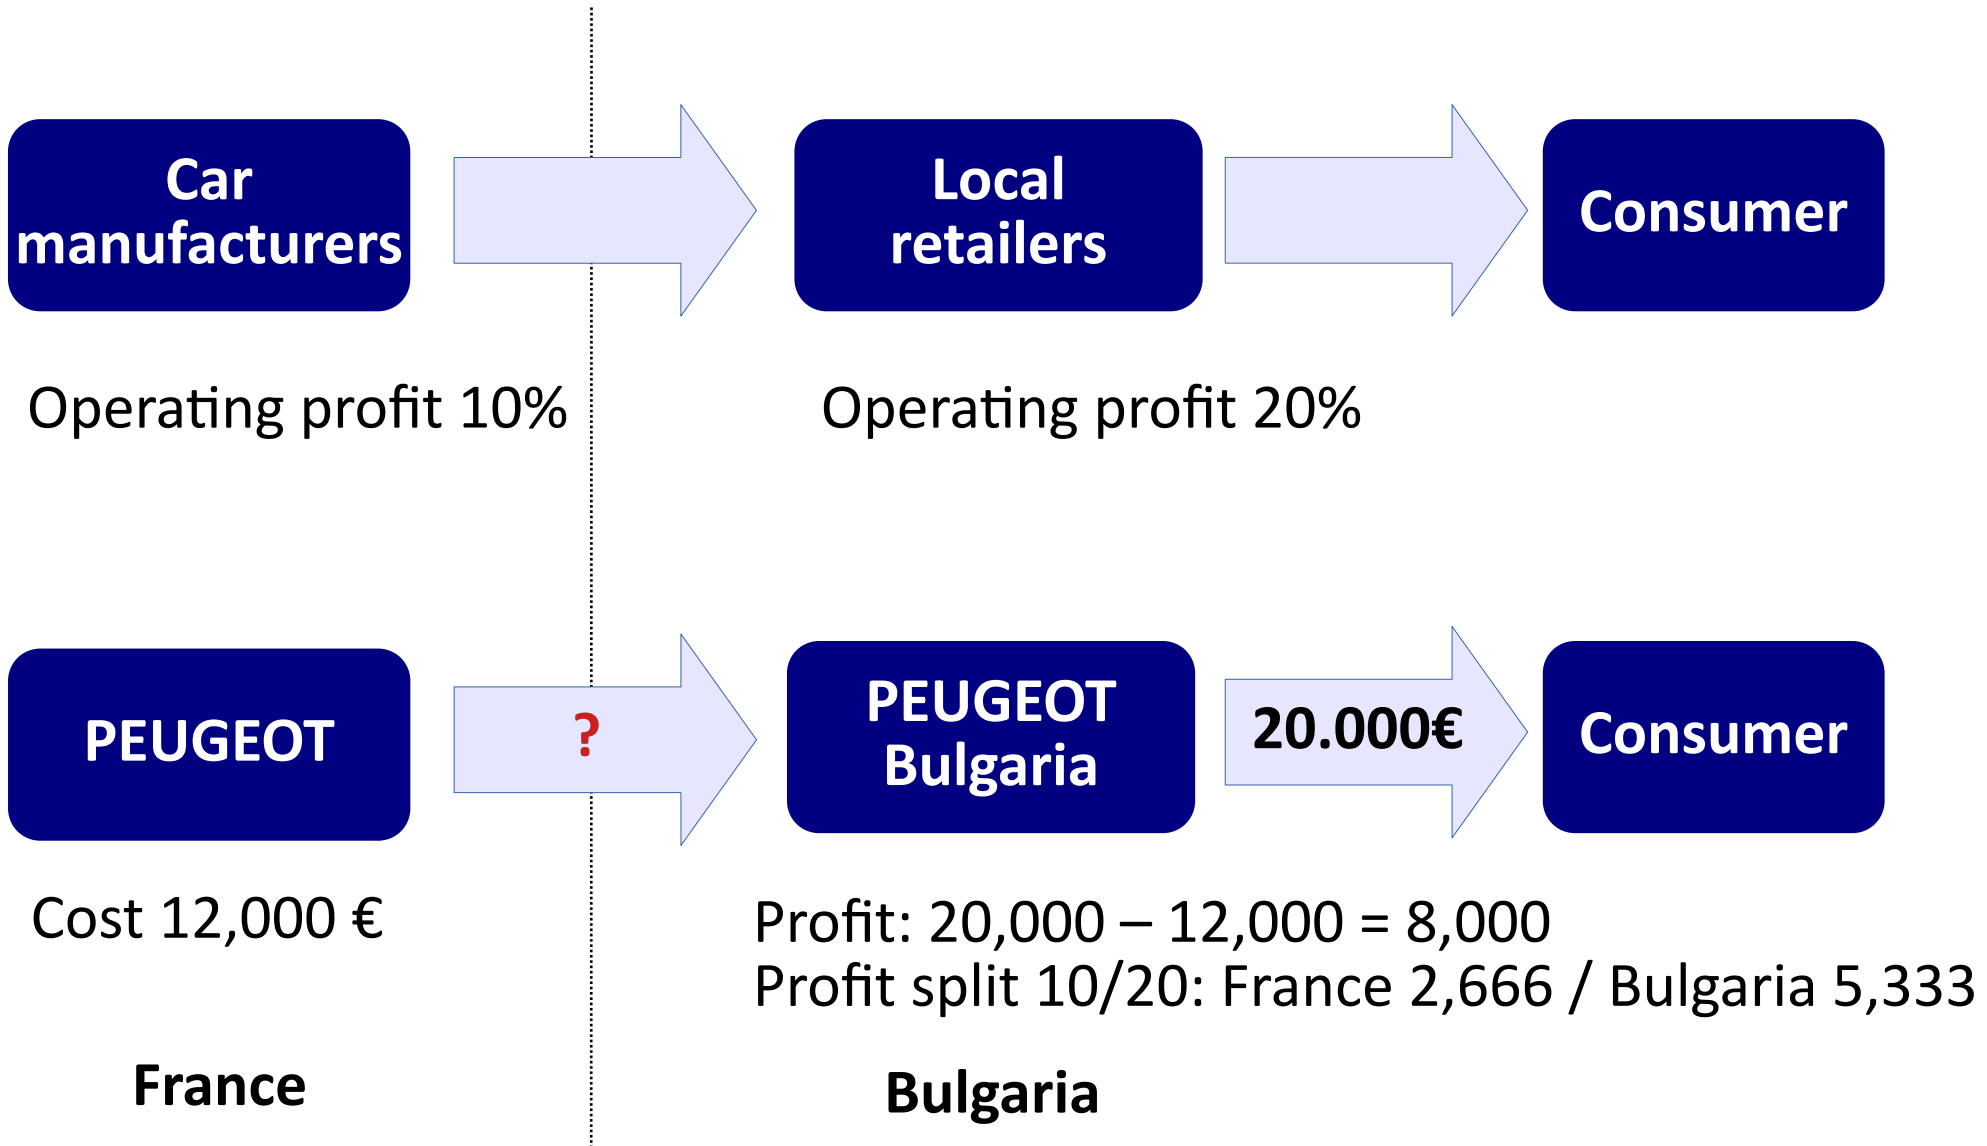 Car
manufacturers
Local
retailers
Consumer
Operating profit 10%
Operating profit 20%
PEUGEOT
?
PEUGEOT
Bulgaria
20.000€
Consumer
Cost 12,000 €
Profit: 20,000 – 12,000 = 8,000
Profit split 10/20: France 2,666 / Bulgaria 5,333
France
Bulgaria